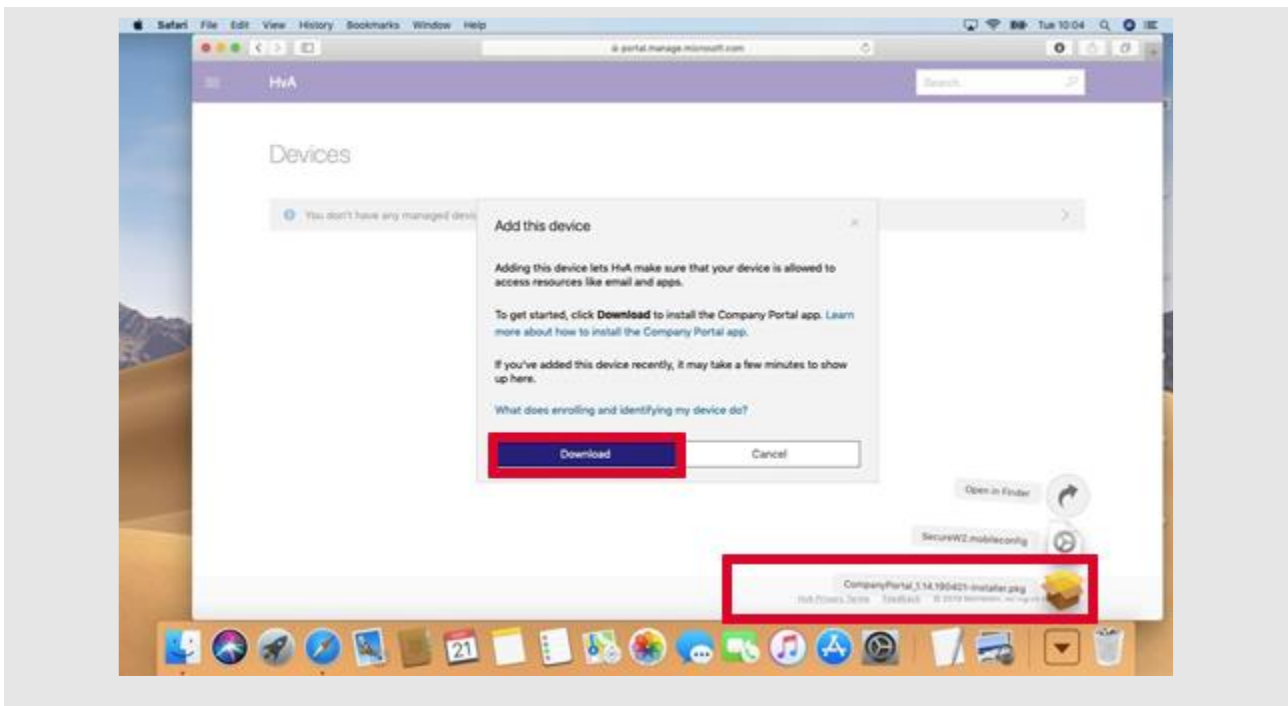 Safari File Edit View History Bookmarks Window Help
Tue 10:04
portal.manage.microsoft.com
HvA
Search.
Devices
You don't have any managed devi
Add this device
Adding this device lets HvA make sure that your device is allowed to
access resources like email and apps.
To get started, click Download to install the Company Portal app. Learn
more about how to install the Company Portal app.
If you've added this device recently, it may take a few minutes to show
up here.
What does enrolling and identifying my device do?
Download
Cancel
Open in Finder
SecureW2.mobileconfig
CompanyPortal_1.14.190401-Installer.pkg
HvA Privacy Terms Feedback
21